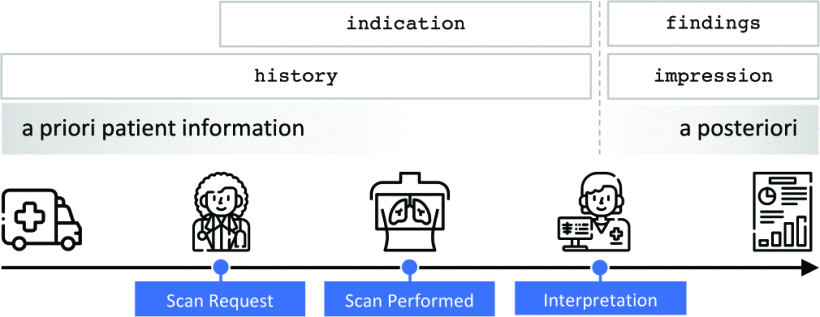 indication
findings
history
impression
a priori patient information
a posteriori
Scan Request
Scan Performed
Interpretation